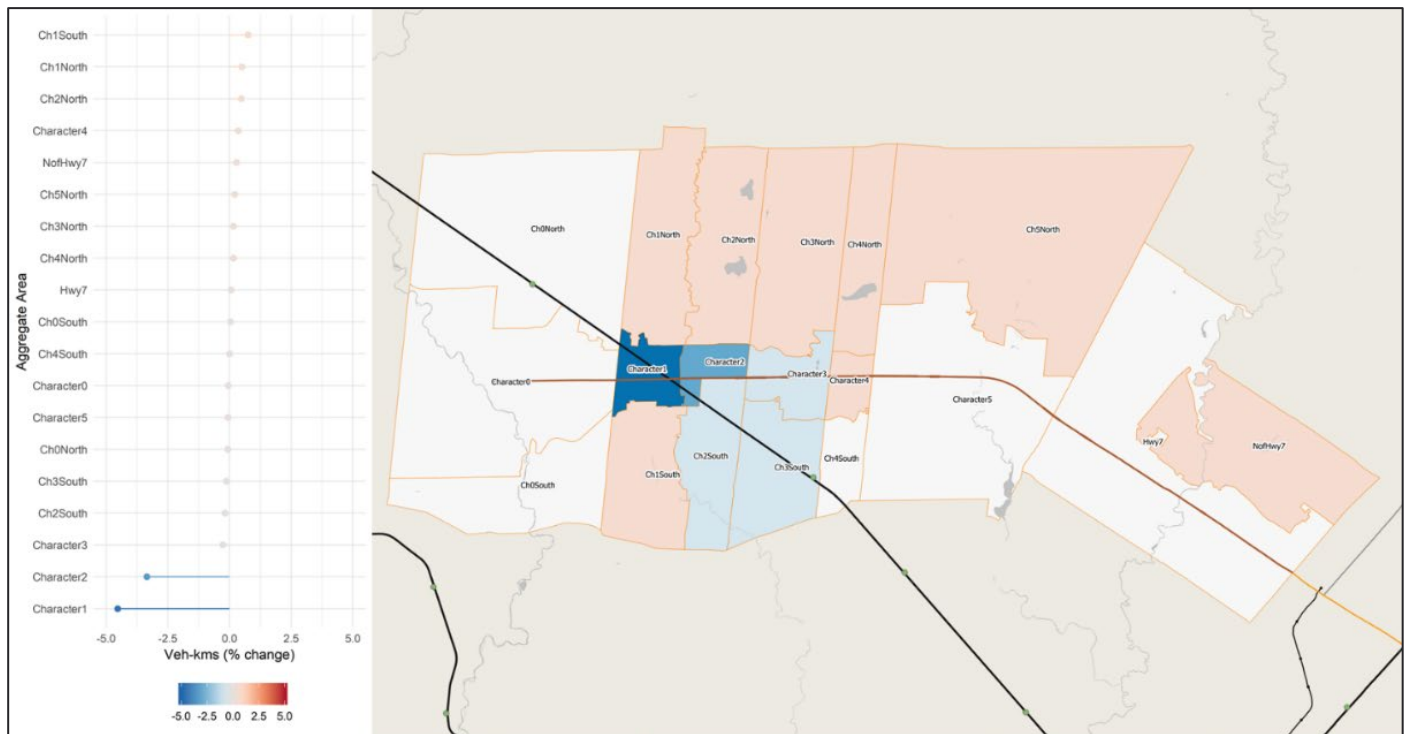 Aggregate Area
Ch1South
Ch1North
Ch2North
Character4
NofHwy7
Ch5North
Ch3North
Ch4North
Hwy7
Ch0South
Ch4South
Character0
Character5
Ch0North
Ch3South
Ch2South
Character3
Character2
Character1
-5.0 -2.5 0.0 2.5 5.0
Veh-kms (% change)
-5.0 -2.5 0.0 2.5 5.0
Ch0North
Ch1North
Ch2North
Ch3North
Ch4North
Ch5North
Character1
Character2
Character3
Character0
Character4
Character5
Hwy7
NofHwy7
Ch2South
Ch4South
Ch3South
Ch1South
Ch0South